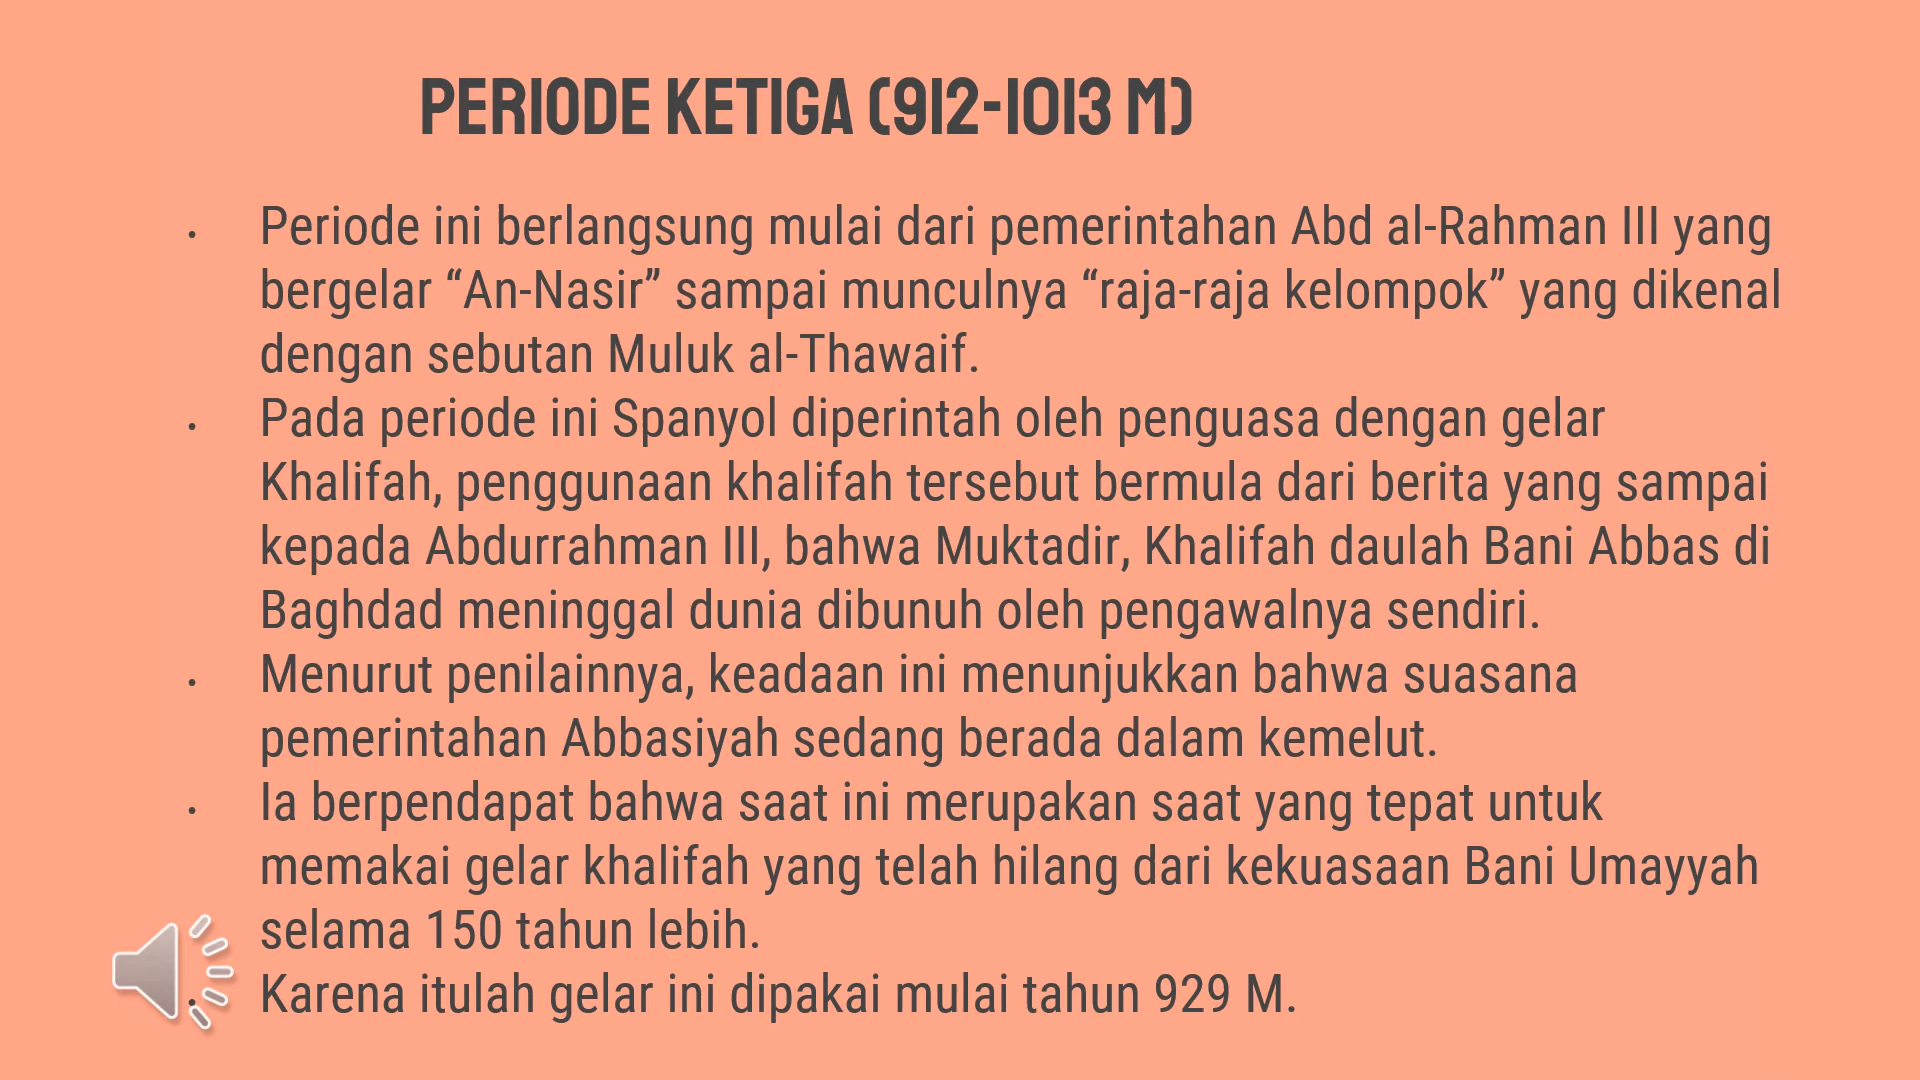 PERIODE KETIGA (912-1013 M)
• Periode ini berlangsung mulai dari pemerintahan Abd al-Rahman III yang
bergelar “An-Nasir” sampai munculnya “raja-raja kelompok” yang dikenal
dengan sebutan Muluk al-Thawaif.
• Pada periode ini Spanyol diperintah oleh penguasa dengan gelar
Khalifah, penggunaan khalifah tersebut bermula dari berita yang sampai
kepada Abdurrahman III, bahwa Muktadir, Khalifah daulah Bani Abbas di
Baghdad meninggal dunia dibunuh oleh pengawalnya sendiri.
• Menurut penilainnya, keadaan ini menunjukkan bahwa suasana
pemerintahan Abbasiyah sedang berada dalam kemelut.
• Ia berpendapat bahwa saat ini merupakan saat yang tepat untuk
memakai gelar khalifah yang telah hilang dari kekuasaan Bani Umayyah
selama 150 tahun lebih.
• Karena itulah gelar ini dipakai mulai tahun 929 M.